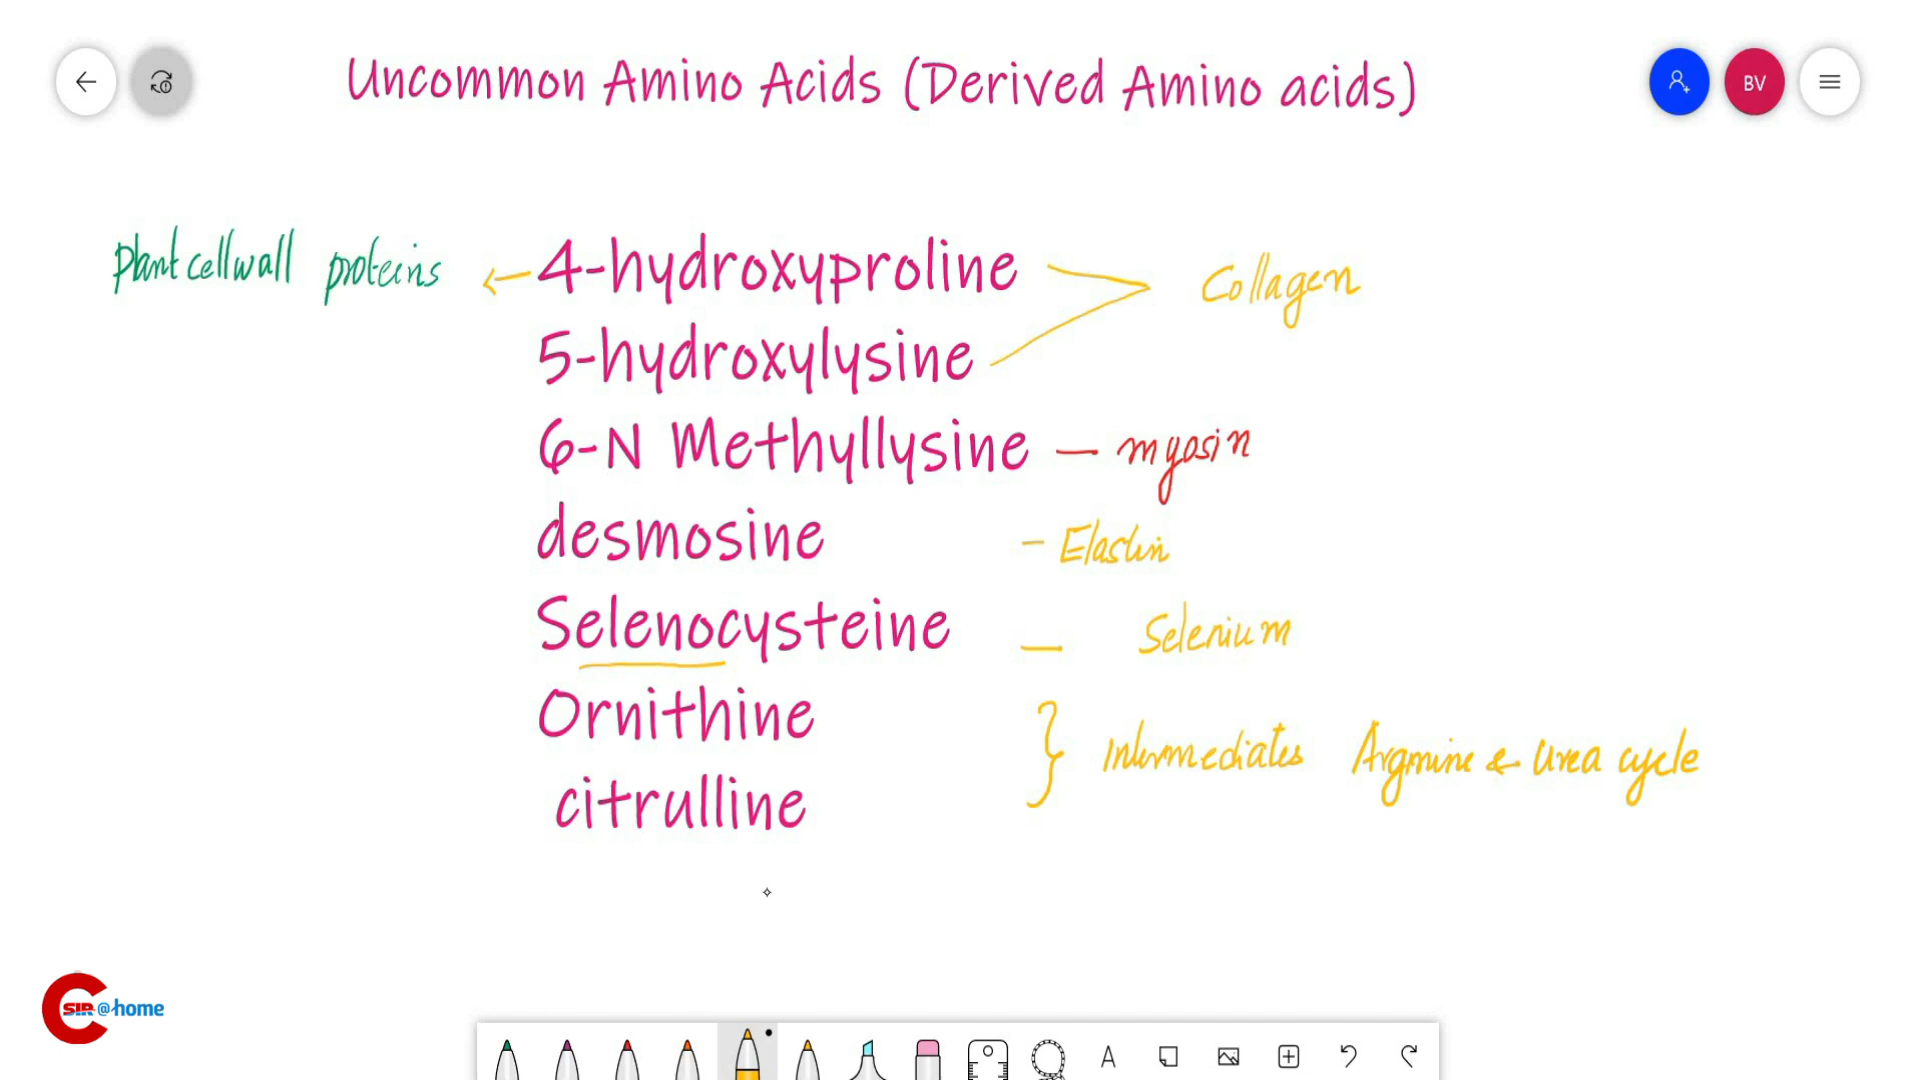 Uncommon Amino Acids (Derived Amino acids)
BV
Plant cellwall proteins ← 4-hydroxyproline
Collagen
5-hydroxylysine
6-N Methyllysine — myosin
desmosine – Elastin
Selenocysteine — Selenium
Ornithine
} Intermediates Arginine & Urea cycle
citrulline
CSIR@home
A